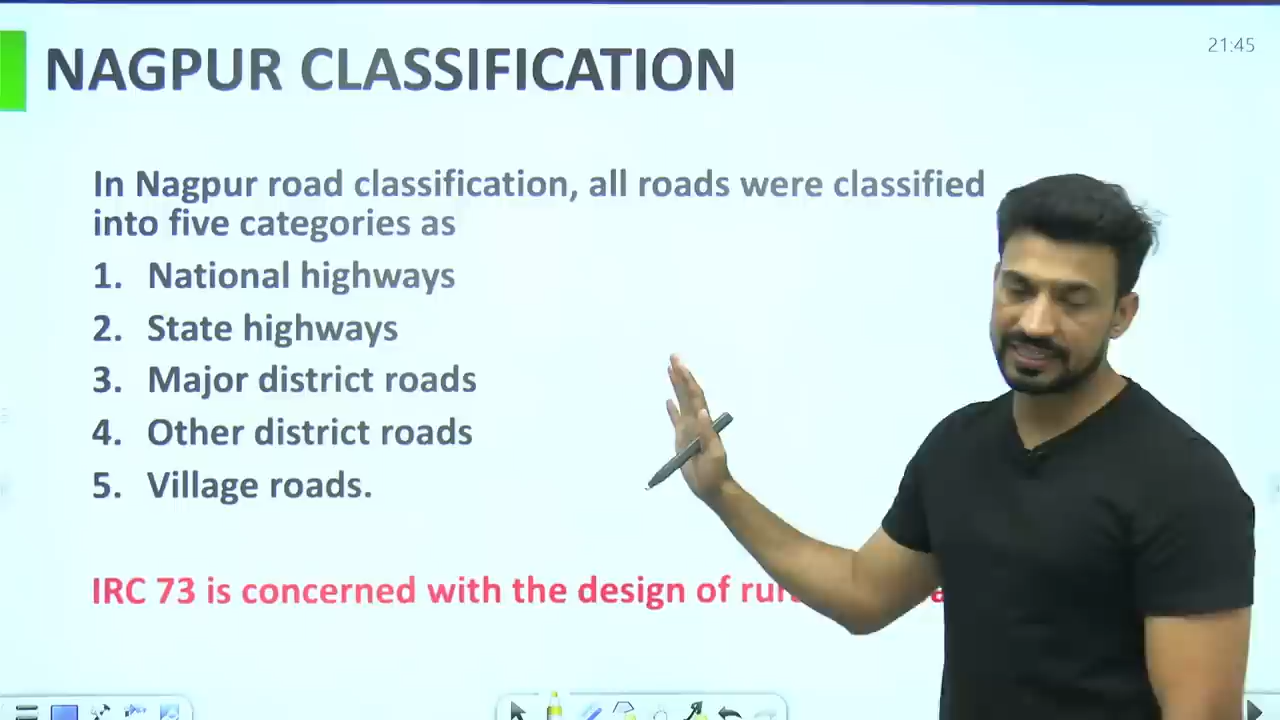 NAGPUR CLASSIFICATION
21:45
In Nagpur road classification, all roads were classified
into five categories as
1. National highways
2. State highways
3. Major district roads
4. Other district roads
5. Village roads.
IRC 73 is concerned with the design of